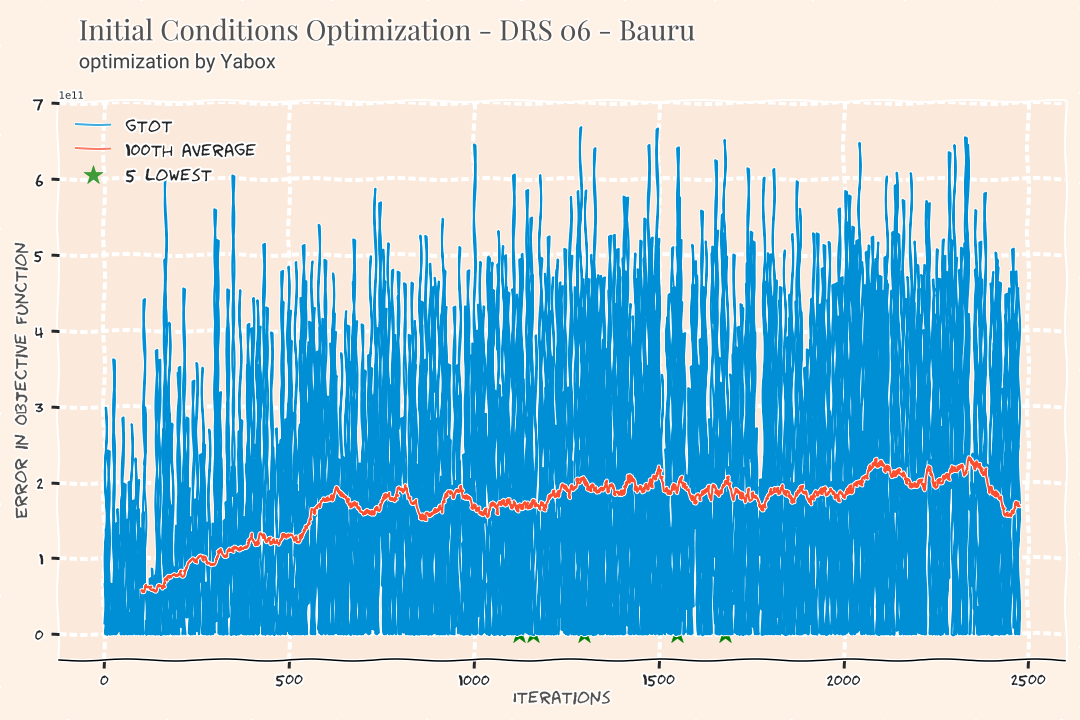 Initial Conditions Optimization - DRS 06 - Bauru
optimization by Yabox
1e11
7
6
5
4
3
2
1
0
GTOT
100TH AVERAGE
5 LOWEST
ERROR IN OBJECTIVE FUNCTION
0 500 1000 1500 2000 2500
ITERATIONS